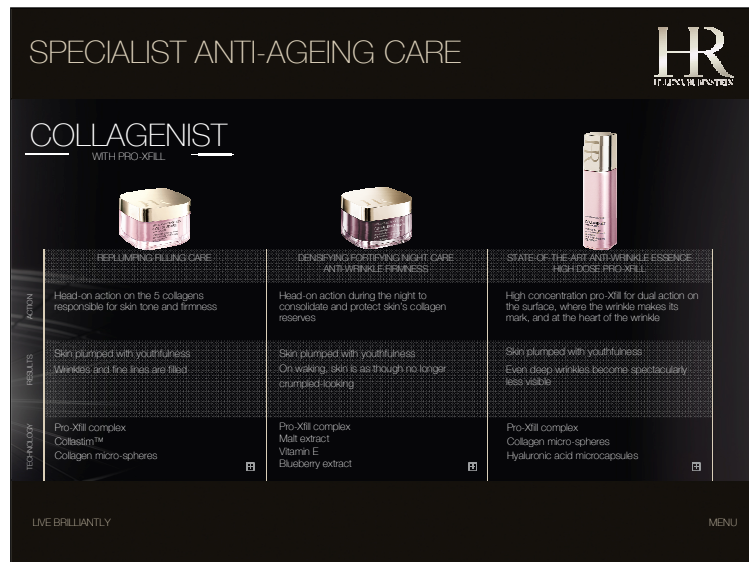 SPECIALIST ANTI-AGEING CARE
HR
HELENA RUBINSTEIN
COLLAGENIST
WITH PRO-XFILL
HR
REPLUMPING FILLING CARE
DENSIFYING FORTIFYING NIGHT CARE
ANTI-WRINKLE FIRMNESS
STATE-OF-THE-ART ANTI-WRINKLE ESSENCE
HIGH DOSE PRO-XFILL
ACTION
Head-on action on the 5 collagens
responsible for skin tone and firmness
Head-on action during the night to
consolidate and protect skin's collagen
reserves
High concentration pro-Xfill for dual action on
the surface, where the wrinkle makes its
mark, and at the heart of the wrinkle
RESULTS
Skin plumped with youthfulness
Wrinkles and fine lines are filled
Skin plumped with youthfulness
On waking, skin is as though no longer
crumpled-looking
Skin plumped with youthfulness
Even deep wrinkles become spectacularly
less visible
TECHNOLOGY
Pro-Xfill complex
Collastim™
Collagen micro-spheres
Pro-Xfill complex
Malt extract
Vitamin E
Blueberry extract
Pro-Xfill complex
Collagen micro-spheres
Hyaluronic acid microcapsules
LIVE BRILLIANTLY
MENU